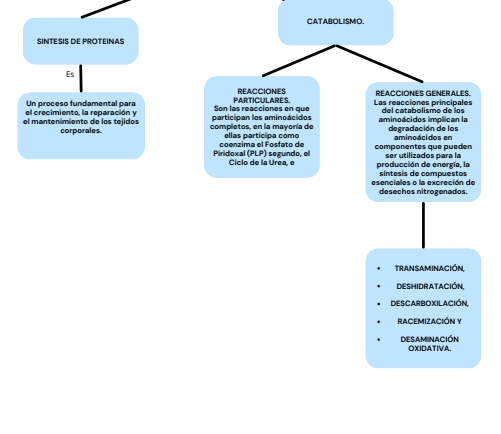 CATABOLISMO.
SINTESIS DE PROTEINAS
Es
Un proceso fundamental para
el crecimiento, la reparación y
el mantenimiento de los tejidos
corporales.
REACCIONES
PARTICULARES.
Son las reacciones en que
participan los aminoácidos
completos, en la mayoría de
ellas participa como
coenzima el Fosfato de
Piridoxal (PLP) segundo, el
Ciclo de la Urea, e
REACCIONES GENERALES.
Las reacciones principales
del catabolismo de los
aminoácidos implican la
degradación de los
aminoácidos en
componentes que pueden
ser utilizados para la
producción de energía, la
síntesis de compuestos
esenciales o la excreción de
desechos nitrogenados.
• TRANSAMINACIÓN,
• DESHIDRATACIÓN,
• DESCARBOXILACIÓN,
• RACEMIZACIÓN Y
• DESAMINACIÓN
OXIDATIVA.